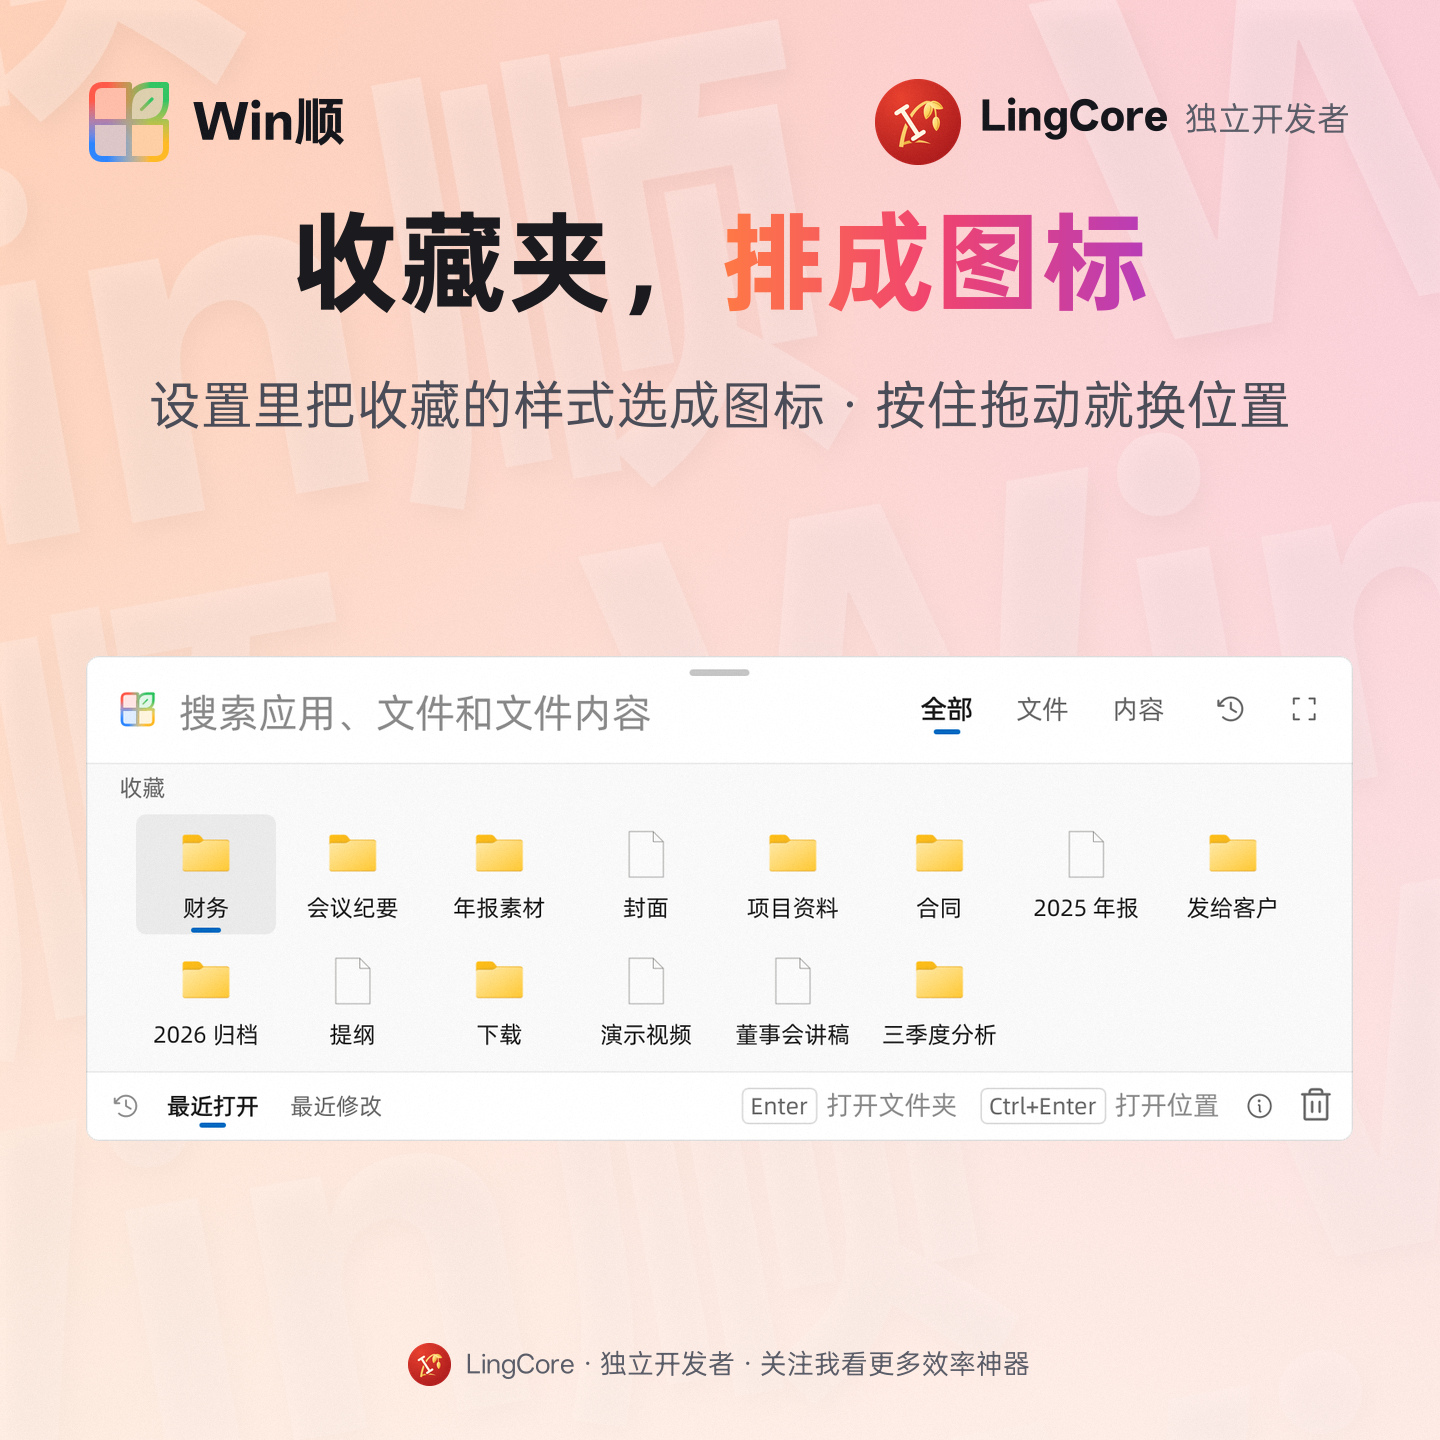 Win顺
LingCore 独立开发者
收藏夹，排成图标
设置里把收藏的样式选成图标 · 按住拖动就换位置
搜索应用、文件和文件内容
全部 文件 内容
收藏
财务 会议纪要 年报素材 封面 项目资料 合同 2025 年报 发给客户
2026 归档 提纲 下载 演示视频 董事会讲稿 三季度分析
最近打开 最近修改 Enter 打开文件夹 Ctrl+Enter 打开位置
LingCore · 独立开发者 · 关注我看更多效率神器